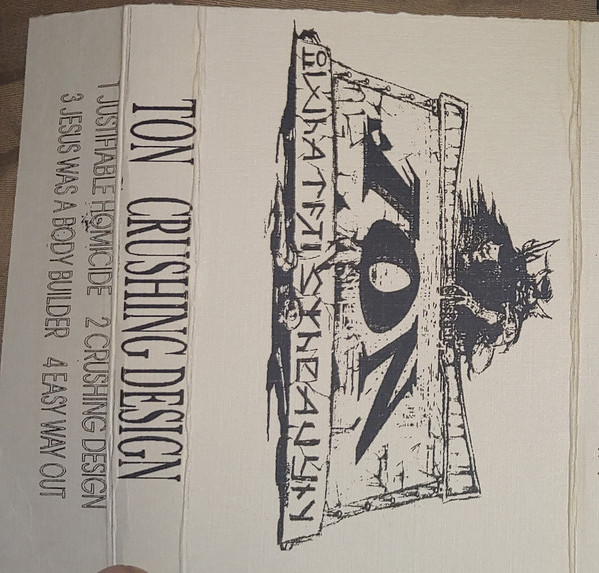 TON
TON CRUSHING DESIGN
1 JUSTIFIABLE HOMICIDE 2 CRUSHING DESIGN
3 JESUS WAS A BODY BUILDER 4 EASY WAY OUT